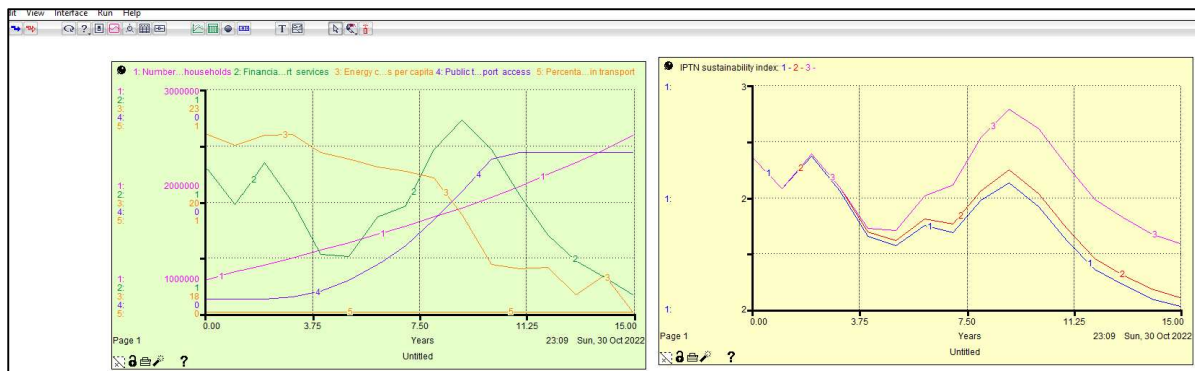 dit View Interface Run Help
1: Number...households 2: Financia...rt services 3: Energy c...s per capita 4: Public t...port access 5: Percenta...in transport
1: 3000000
2: 1
3: 23
4: 0
5: 1
1: 2000000
2: 1
3: 20
4: 0
5: 1
1: 1000000
2: 1
3: 18
4: 0
5: 0
0.00 3.75 7.50 11.25 15.00
Page 1 Years 23:09 Sun, 30 Oct 2022
Untitled
?
IPTN sustainability index: 1 - 2 - 3 -
1: 3
1: 2
1: 2
0.00 3.75 7.50 11.25 15.00
Page 1 Years 23:09 Sun, 30 Oct 2022
Untitled
?